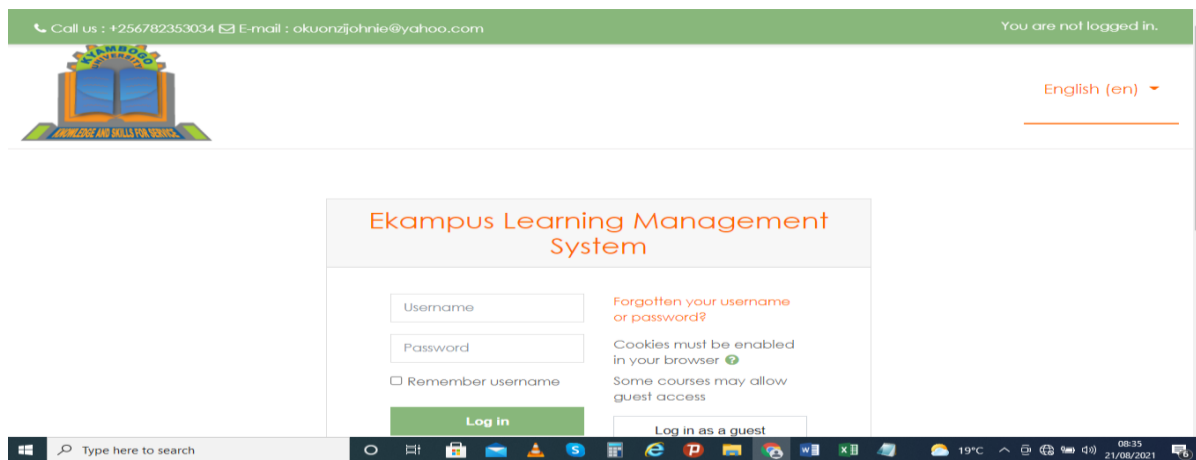 Call us : +256782353034 E-mail : okuonzijohnie@yahoo.com
You are not logged in.
KYAMBOGO
UNIVERSITY
KNOWLEDGE AND SKILLS FOR SERVICE
English (en)
Ekampus Learning Management
System
Username
Password
Remember username
Log in
Forgotten your username
or password?
Cookies must be enabled
in your browser
Some courses may allow
guest access
Log in as a guest
Type here to search
19°C
08:35
21/08/2021